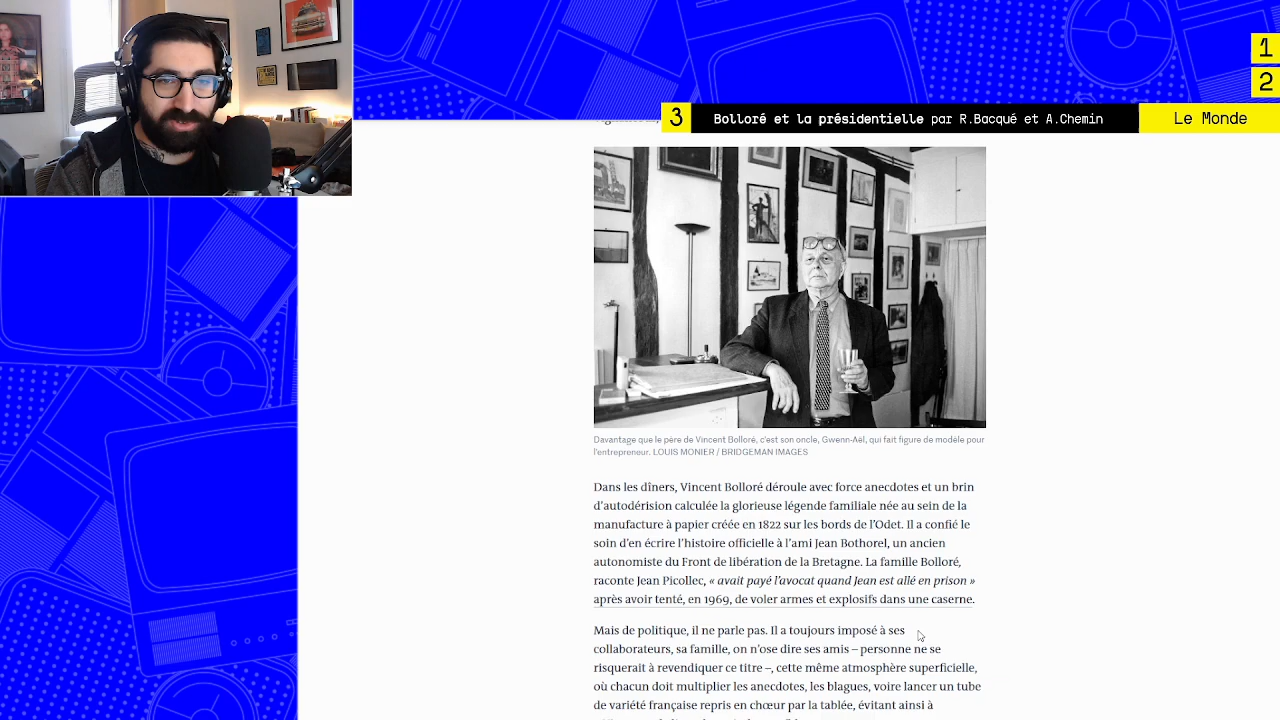 1
2
3 Bolloré et la présidentielle par R.Bacqué et A.Chemin Le Monde
Davantage que le père de Vincent Bolloré, c'est son oncle, Gwenn-Aël, qui fait figure de modèle pour
l'entrepreneur. LOUIS MONIER / BRIDGEMAN IMAGES
Dans les dîners, Vincent Bolloré déroule avec force anecdotes et un brin
d'autodérision calculée la glorieuse légende familiale née au sein de la
manufacture à papier créée en 1822 sur les bords de l'Odet. Il a confié le
soin d'en écrire l'histoire officielle à l'ami Jean Bothorel, un ancien
autonomiste du Front de libération de la Bretagne. La famille Bolloré,
raconte Jean Picollec, « avait payé l'avocat quand Jean est allé en prison »
après avoir tenté, en 1969, de voler armes et explosifs dans une caserne.
Mais de politique, il ne parle pas. Il a toujours imposé à ses
collaborateurs, sa famille, on n'ose dire ses amis – personne ne se
risquerait à revendiquer ce titre –, cette même atmosphère superficielle,
où chacun doit multiplier les anecdotes, les blagues, voire lancer un tube
de variété française repris en chœur par la tablée, évitant ainsi à